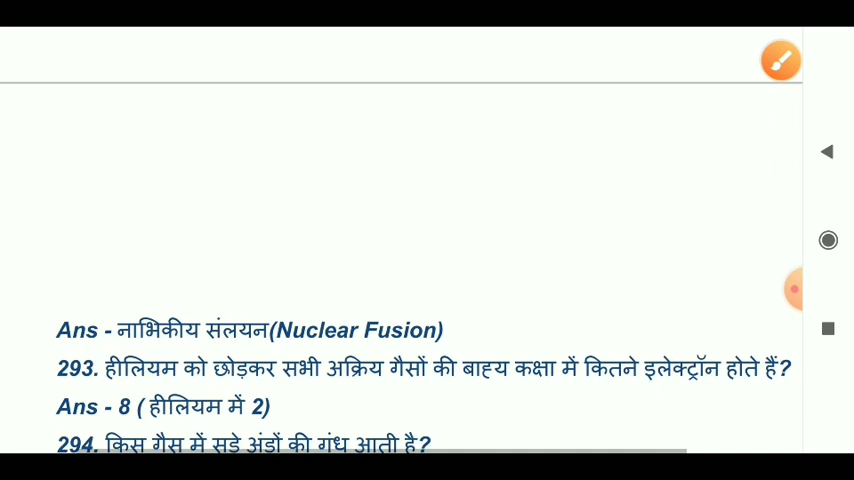 Ans - नाभिकीय संलयन(Nuclear Fusion)
293. हीलियम को छोड़कर सभी अक्रिय गैसों की बाह्य कक्षा में कितने इलेक्ट्रॉन होते हैं?
Ans - 8 ( हीलियम में 2)
294. किस गैस में सड़े अंडों की गंध आती है?